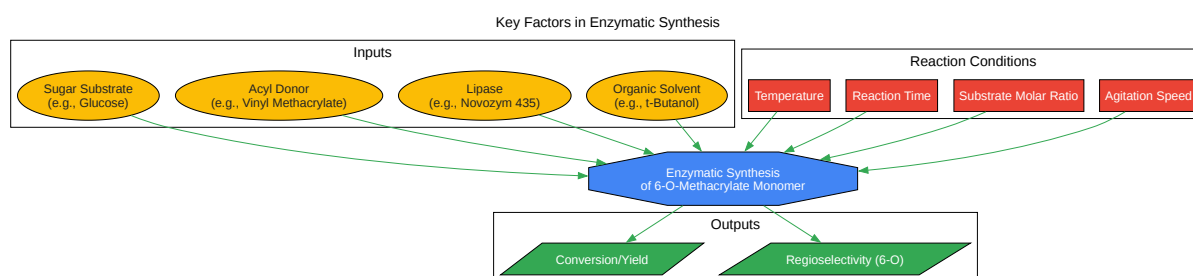 Key Factors in Enzymatic Synthesis
Inputs
Sugar Substrate
(e.g., Glucose)
Acyl Donor
(e.g., Vinyl Methacrylate)
Lipase
(e.g., Novozym 435)
Organic Solvent
(e.g., t-Butanol)
Reaction Conditions
Temperature
Reaction Time
Substrate Molar Ratio
Agitation Speed
Enzymatic Synthesis
of 6-O-Methacrylate Monomer
Outputs
Conversion/Yield
Regioselectivity (6-O)